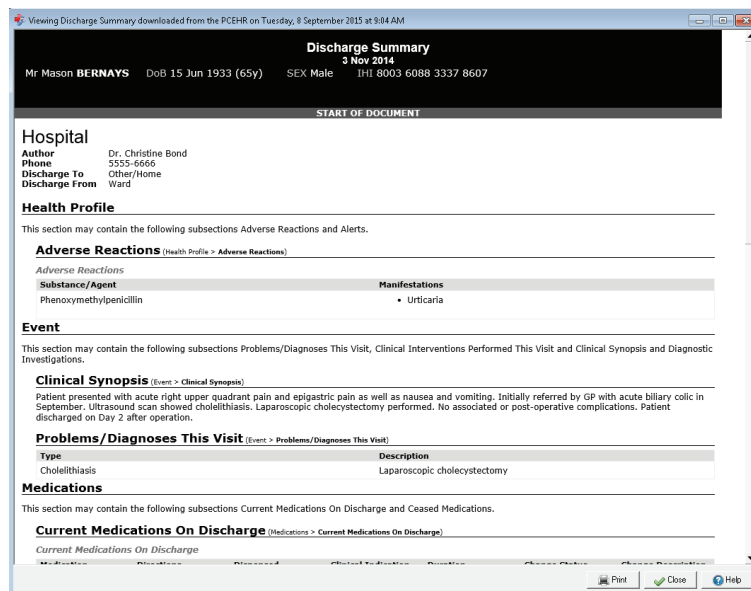 Viewing Discharge Summary downloaded from the PCEHR on Tuesday, 8 September 2015 at 9:04 AM
Discharge Summary
3 Nov 2014
Mr Mason BERNAYS DoB 15 Jun 1933 (65y) SEX Male IHI 8003 6088 3337 8607
START OF DOCUMENT
Hospital
Author Dr. Christine Bond
Phone 5555-6666
Discharge To Other/Home
Discharge From Ward
Health Profile
This section may contain the following subsections Adverse Reactions and Alerts.
Adverse Reactions (Health Profile > Adverse Reactions)
Adverse Reactions
Substance/Agent Manifestations
Phenoxymethylpenicillin • Urticaria
Event
This section may contain the following subsections Problems/Diagnoses This Visit, Clinical Interventions Performed This Visit and Clinical Synopsis and Diagnostic
Investigations.
Clinical Synopsis (Event > Clinical Synopsis)
Patient presented with acute right upper quadrant pain and epigastric pain as well as nausea and vomiting. Initially referred by GP with acute biliary colic in
September. Ultrasound scan showed cholelithiasis. Laparoscopic cholecystectomy performed. No associated or post-operative complications. Patient
discharged on Day 2 after operation.
Problems/Diagnoses This Visit (Event > Problems/Diagnoses This Visit)
Type Description
Cholelithiasis Laparoscopic cholecystectomy
Medications
This section may contain the following subsections Current Medications On Discharge and Ceased Medications.
Current Medications On Discharge (Medications > Current Medications On Discharge)
Current Medications On Discharge
Medication Directions Dispensed Clinical Indication Duration Change Status Change Description
Print Close Help